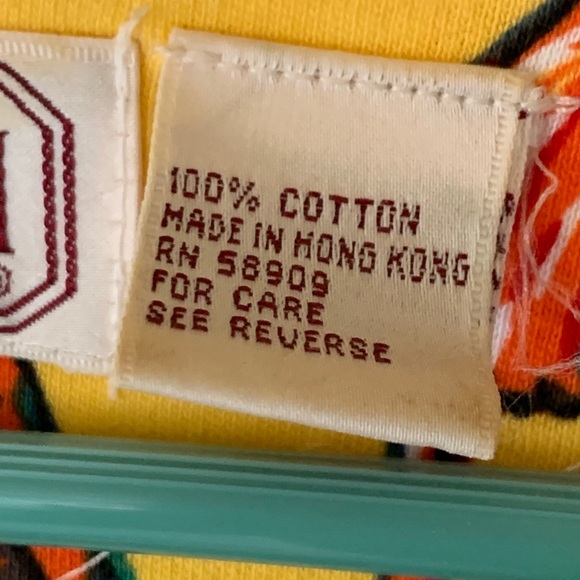 100% COTTON
MADE IN HONG KONG
RN 58909
FOR CARE
SEE REVERSE
®